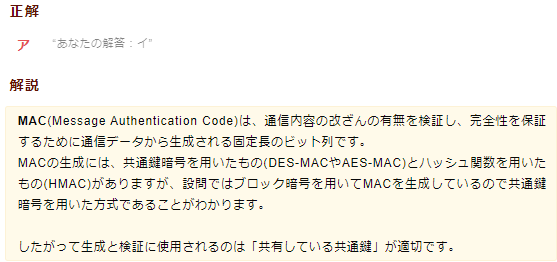 正解
ア "あなたの解答：イ"
解説
MAC(Message Authentication Code)は、通信内容の改ざんの有無を検証し、完全性を保証
するために通信データから生成される固定長のビット列です。
MACの生成には、共通鍵暗号を用いたもの(DES-MACやAES-MAC)とハッシュ関数を用いた
もの(HMAC)がありますが、設問ではブロック暗号を用いてMACを生成しているので共通鍵
暗号を用いた方式であることがわかります。
したがって生成と検証に使用されるのは「共有している共通鍵」が適切です。